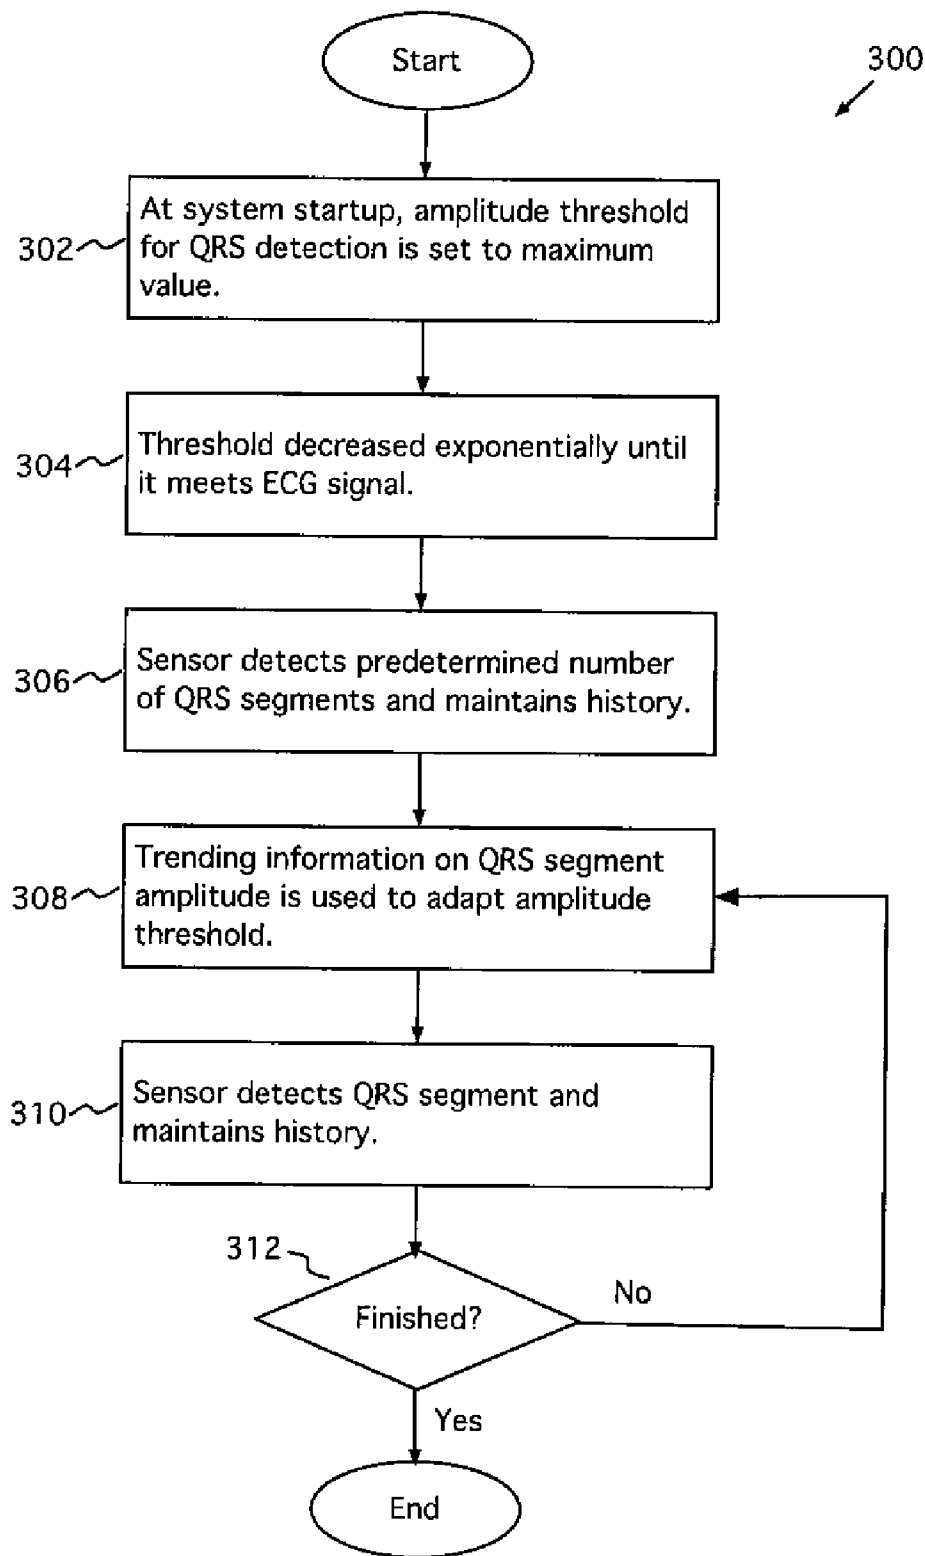 Start
300
302
At system startup, amplitude threshold
for QRS detection is set to maximum
value.
304
Threshold decreased exponentially until
it meets ECG signal.
306
Sensor detects predetermined number
of QRS segments and maintains history.
308
Trending information on QRS segment
amplitude is used to adapt amplitude
threshold.
310
Sensor detects QRS segment and
maintains history.
312
Finished?
No
Yes
End